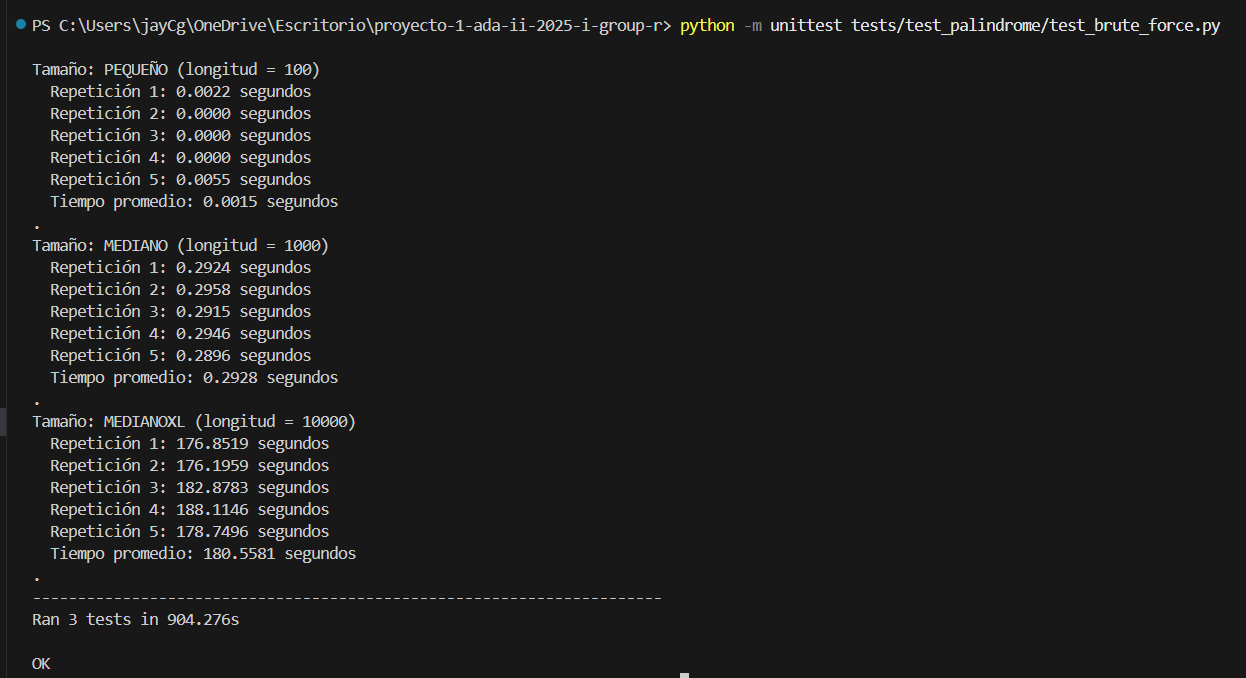 PS C:\Users\jayCg\OneDrive\Escritorio\proyecto-1-ada-ii-2025-i-group-r> python -m unittest tests/test_palindrome/test_brute_force.py
Tamaño: PEQUEÑO (longitud = 100)
Repetición 1: 0.0022 segundos
Repetición 2: 0.0000 segundos
Repetición 3: 0.0000 segundos
Repetición 4: 0.0000 segundos
Repetición 5: 0.0055 segundos
Tiempo promedio: 0.0015 segundos
.
Tamaño: MEDIANO (longitud = 1000)
Repetición 1: 0.2924 segundos
Repetición 2: 0.2958 segundos
Repetición 3: 0.2915 segundos
Repetición 4: 0.2946 segundos
Repetición 5: 0.2896 segundos
Tiempo promedio: 0.2928 segundos
.
Tamaño: MEDIANOXL (longitud = 10000)
Repetición 1: 176.8519 segundos
Repetición 2: 176.1959 segundos
Repetición 3: 182.8783 segundos
Repetición 4: 188.1146 segundos
Repetición 5: 178.7496 segundos
Tiempo promedio: 180.5581 segundos
.
----------------------------------------------------------------------
Ran 3 tests in 904.276s
OK